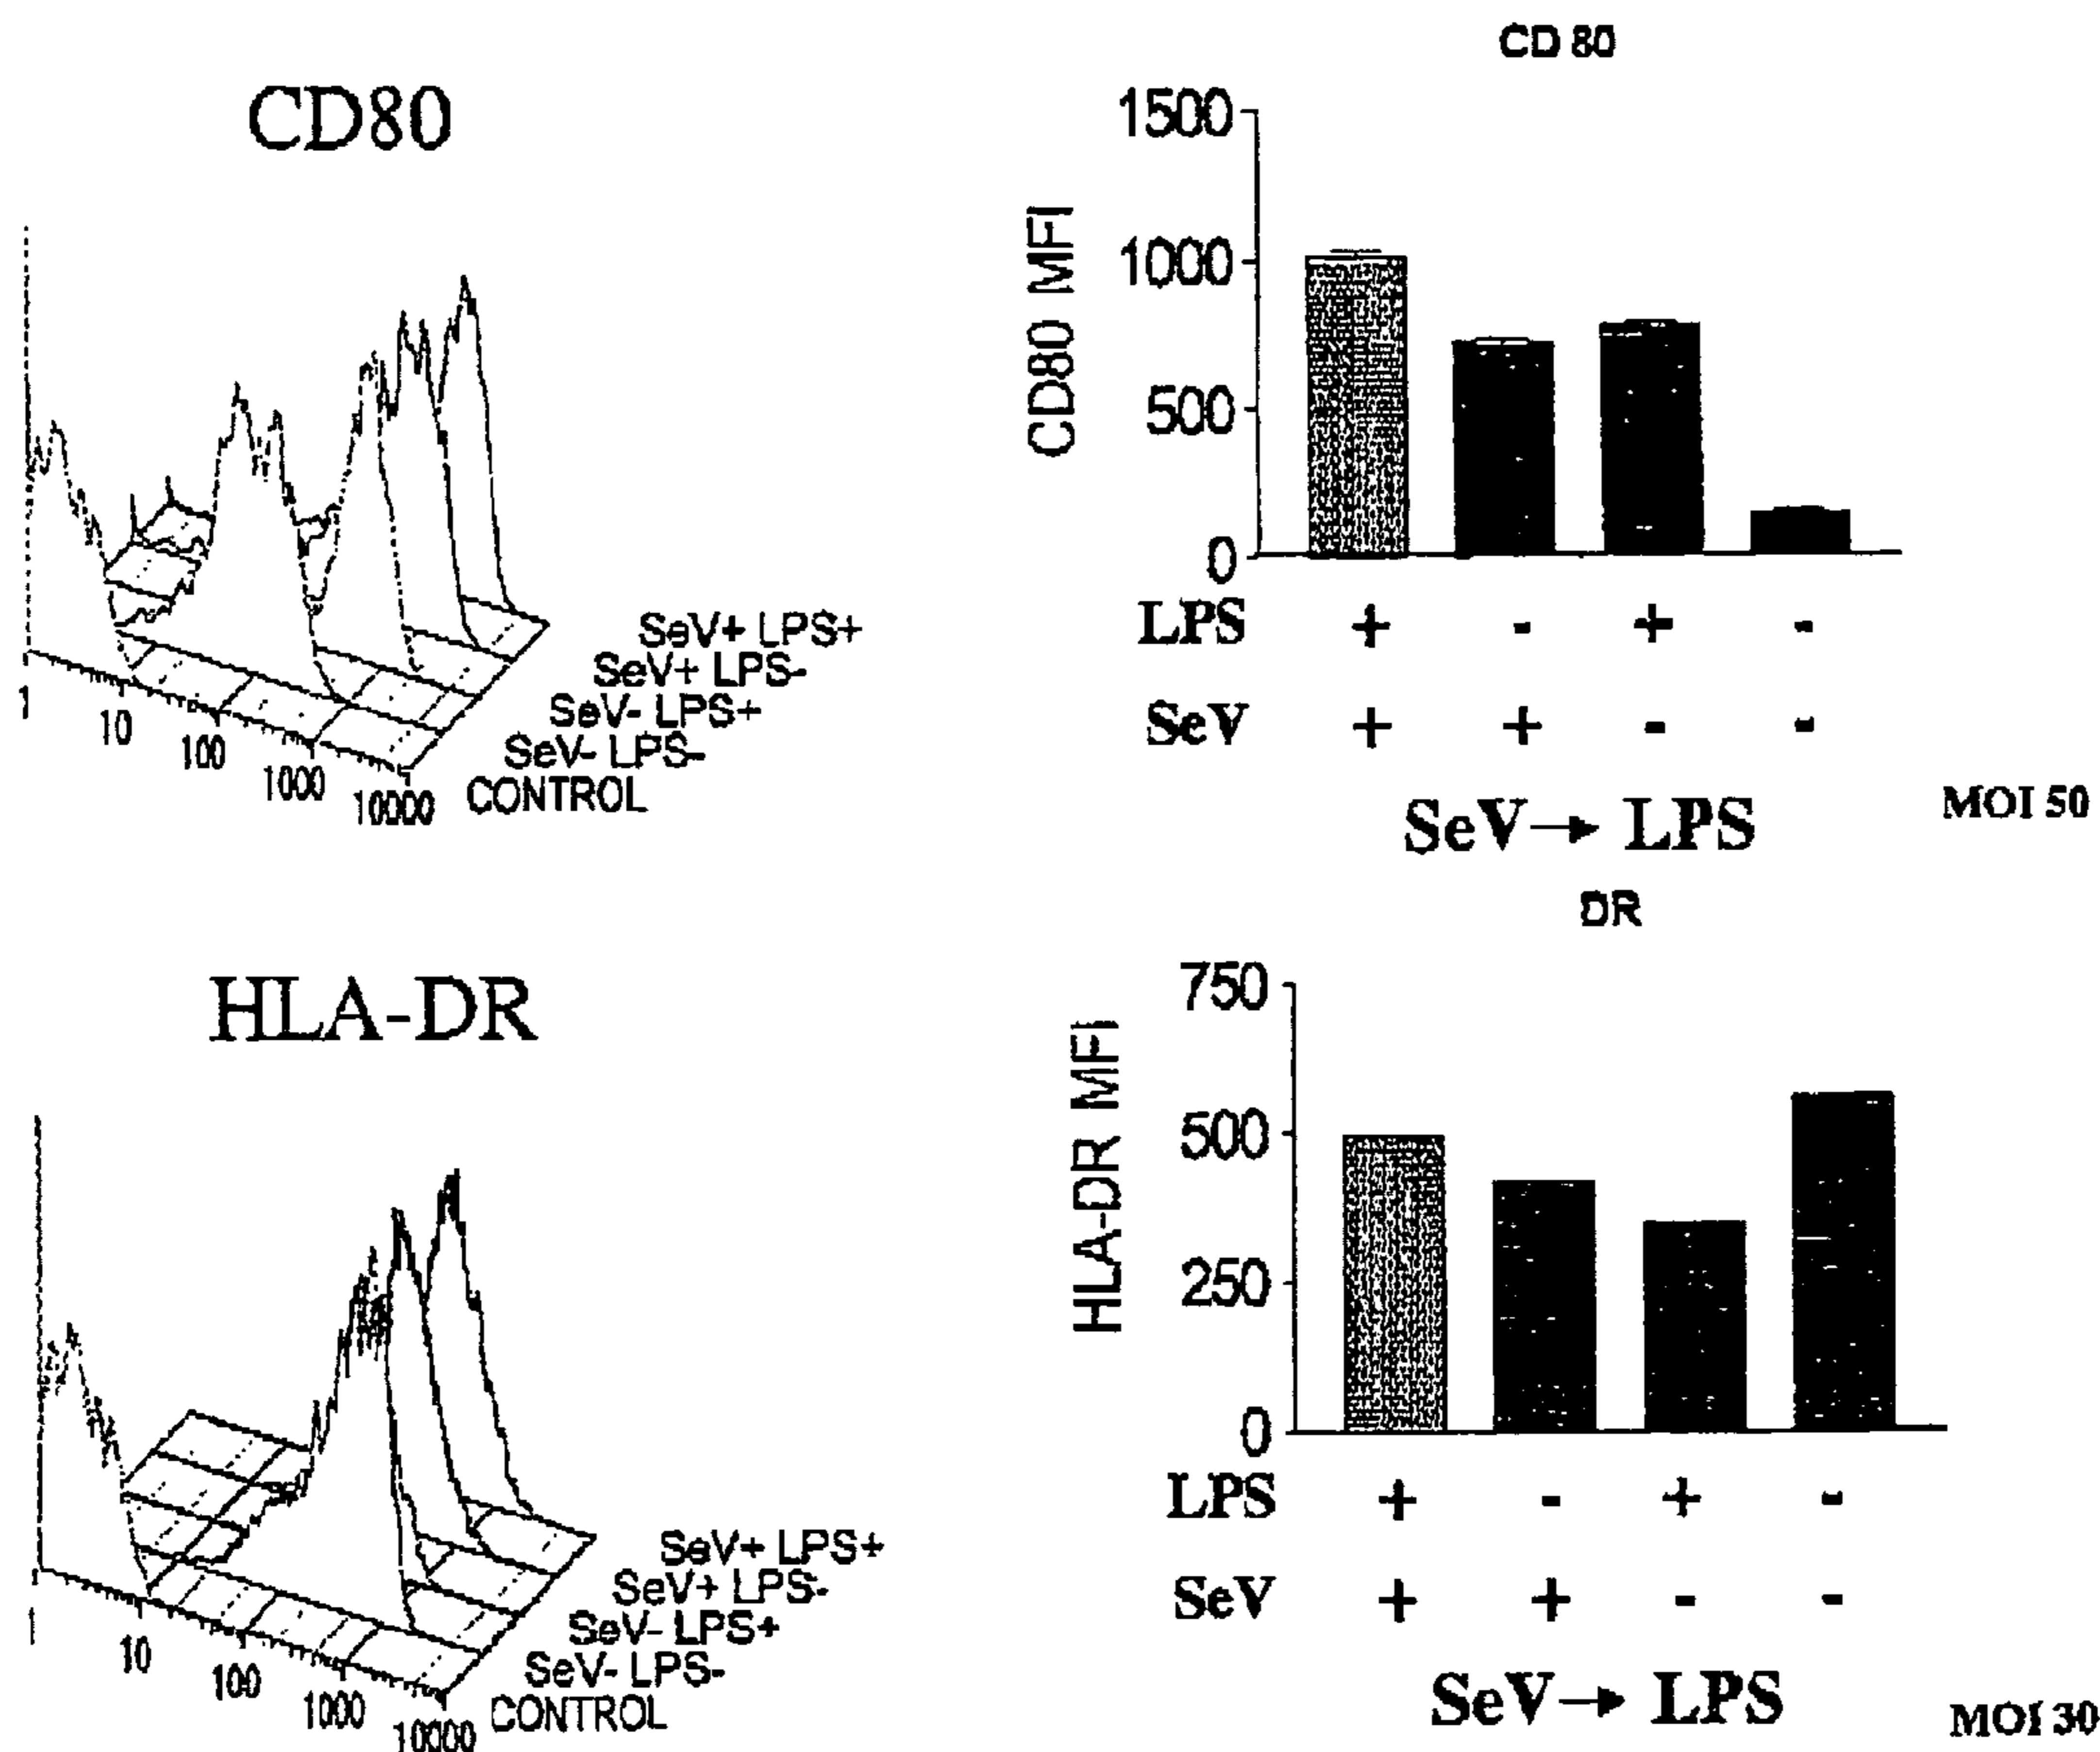 CD80
1
10
100
1000
10000
SeV+ LPS+
SeV+ LPS-
SeV- LPS+
SeV- LPS-
CONTROL
CD 80
CD80 MFI
1500
1000
500
0
LPS + - + -
SeV + + - -
SeV→ LPS
MOI 50
HLA-DR
1
10
100
1000
10000
SeV+ LPS+
SeV+ LPS-
SeV- LPS+
SeV- LPS-
CONTROL
DR
HLA-DR MFI
750
500
250
0
LPS + - + -
SeV + + - -
SeV→ LPS
MOI 30